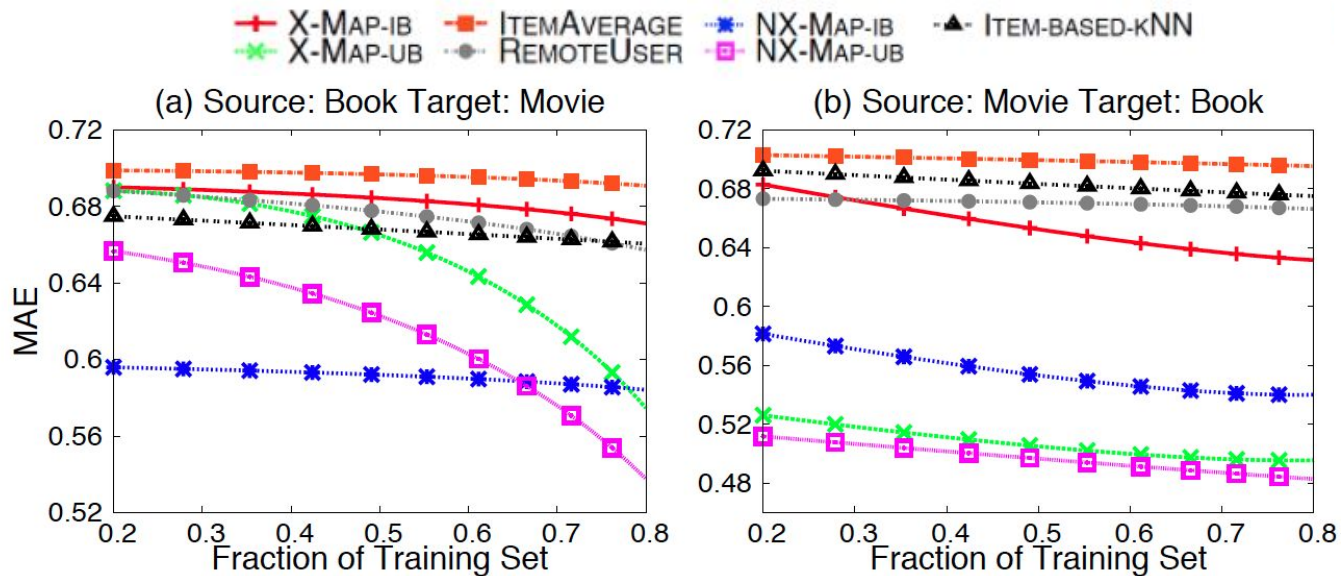 X-MAP-IB ITEMAVERAGE NX-MAP-IB ITEM-BASED-KNN
X-MAP-UB REMOTEUSER NX-MAP-UB
(a) Source: Book Target: Movie
0.72
0.68
0.64
0.6
0.56
0.52
MAE
0.2 0.3 0.4 0.5 0.6 0.7 0.8
Fraction of Training Set
(b) Source: Movie Target: Book
0.72
0.68
0.64
0.6
0.56
0.52
0.48
0.2 0.3 0.4 0.5 0.6 0.7 0.8
Fraction of Training Set